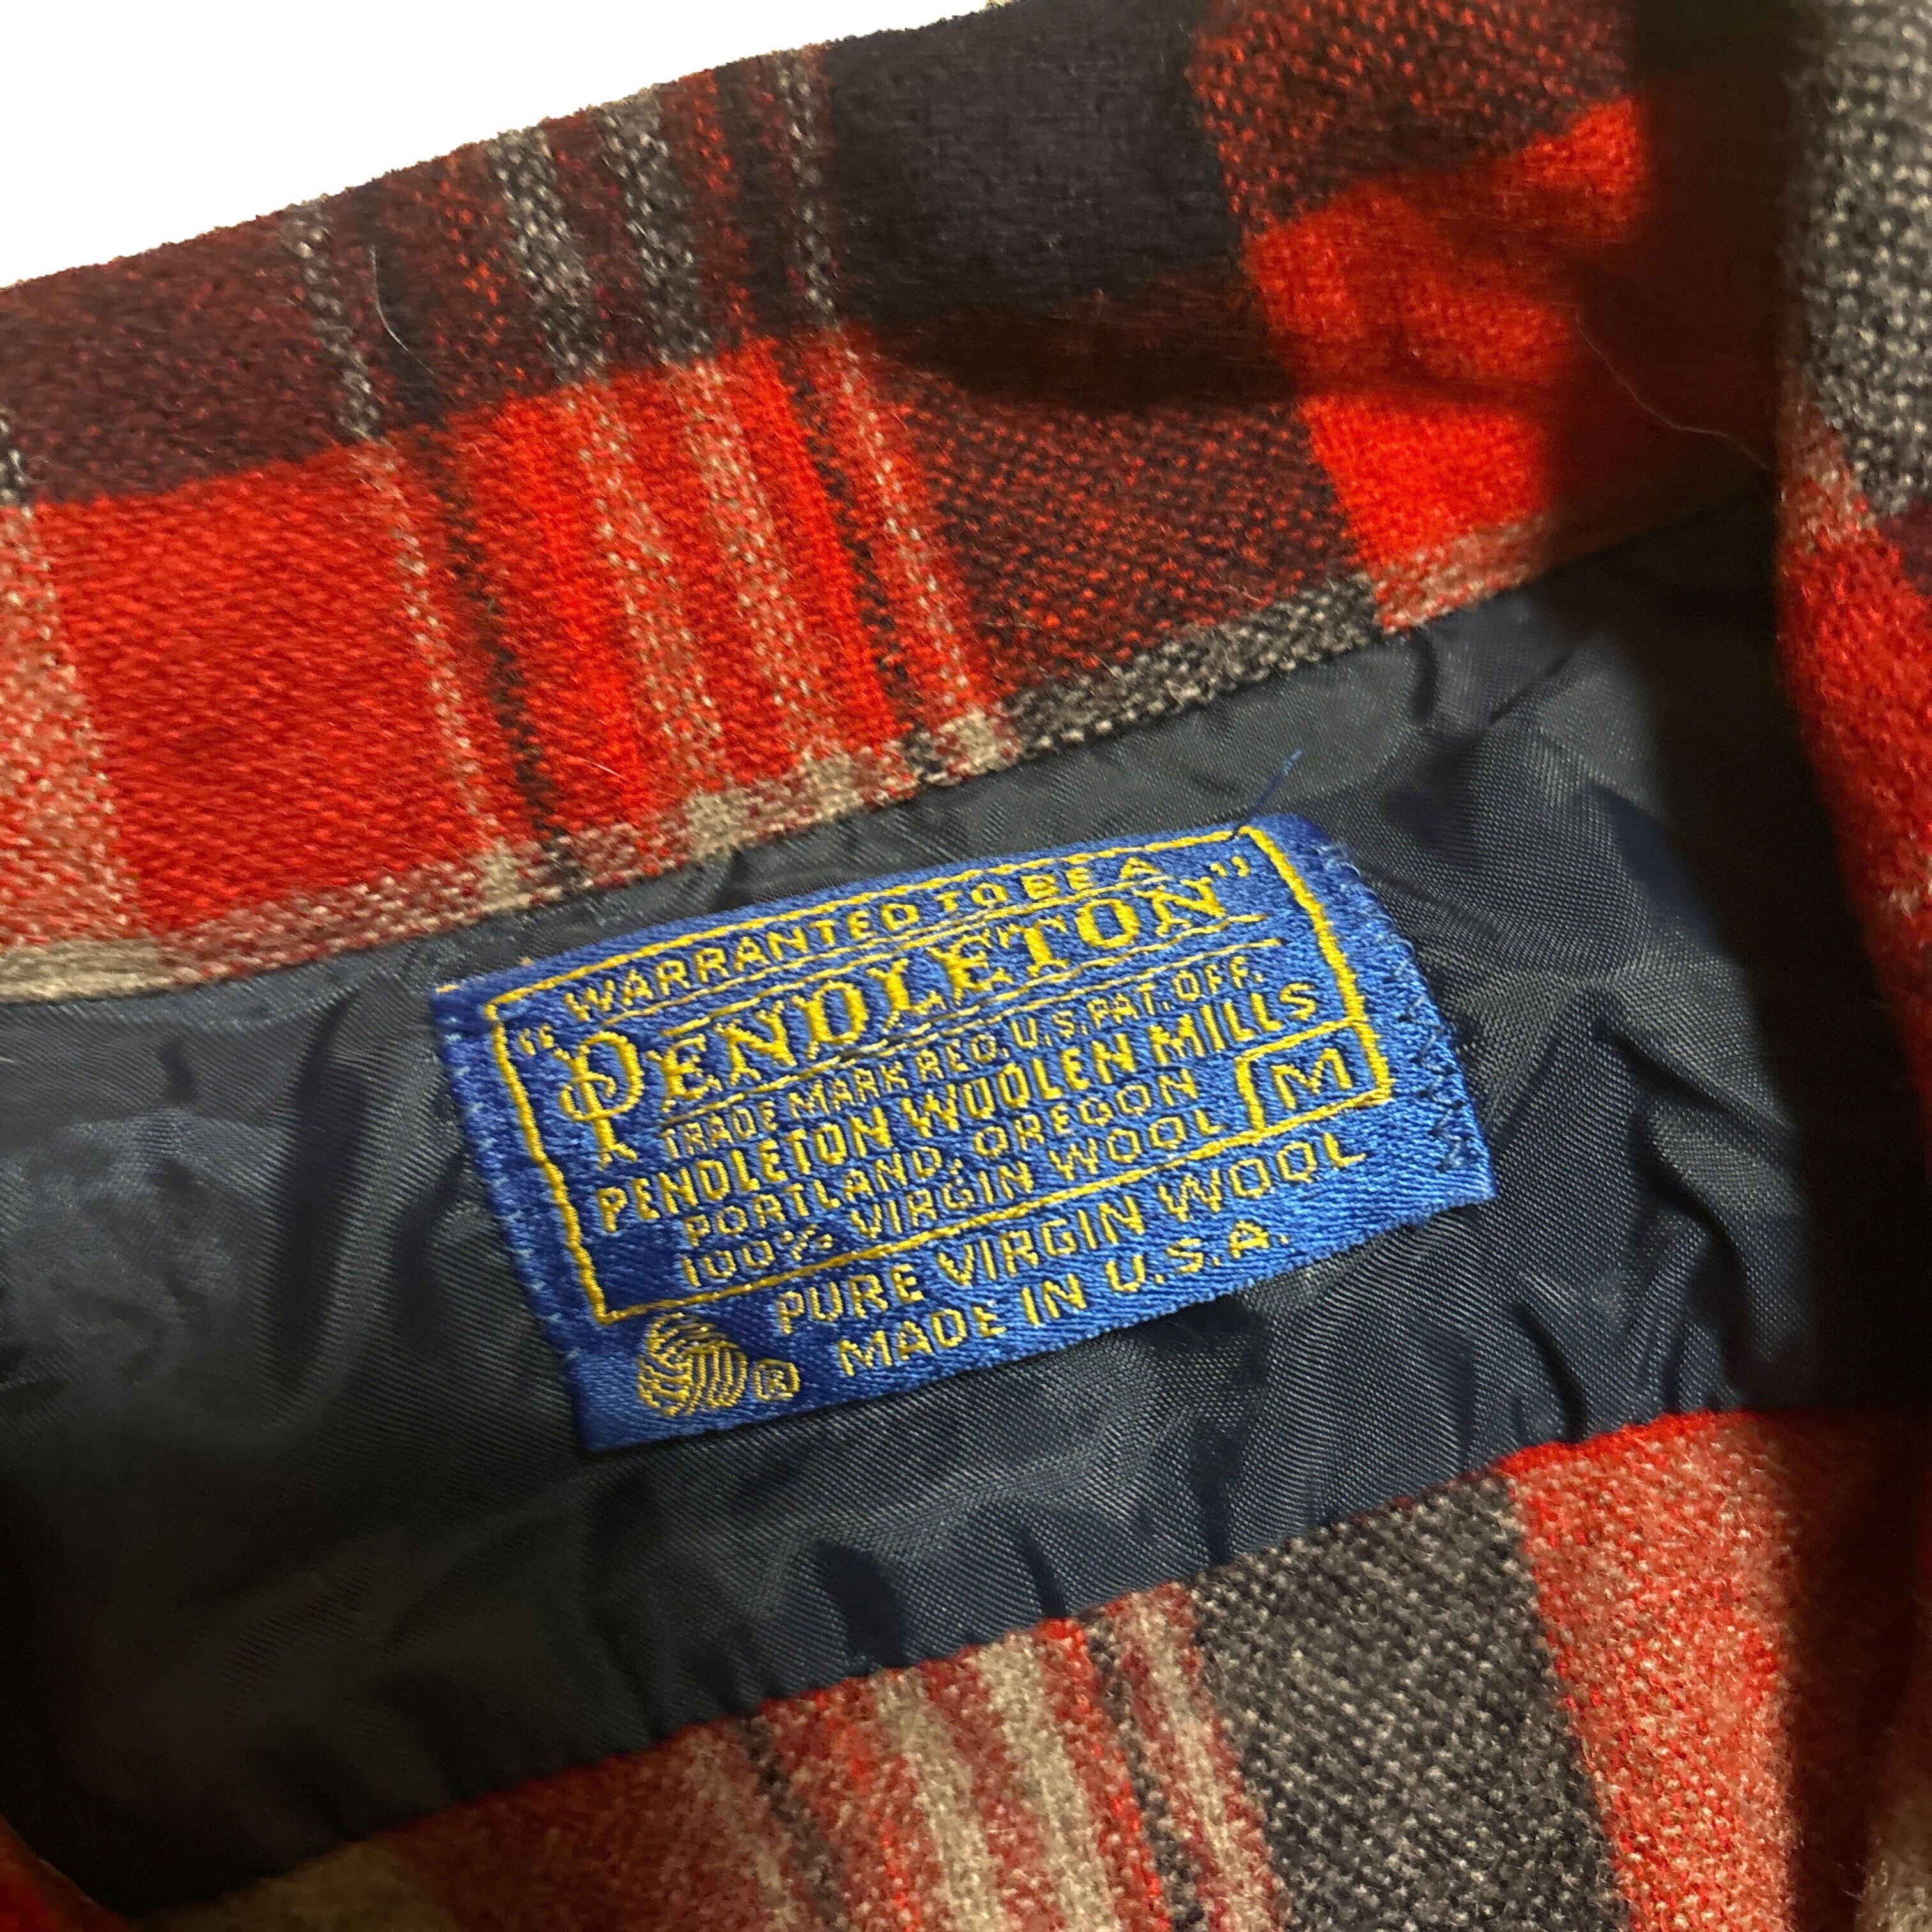 WARRANTED TO BE A
"PENDLETON"
TRADE MARK REG. U.S. PAT. OFF.
PENDLETON WOOLEN MILLS
PORTLAND, OREGON
100% VIRGIN WOOL
M
PURE VIRGIN WOOL
® MADE IN U.S.A.